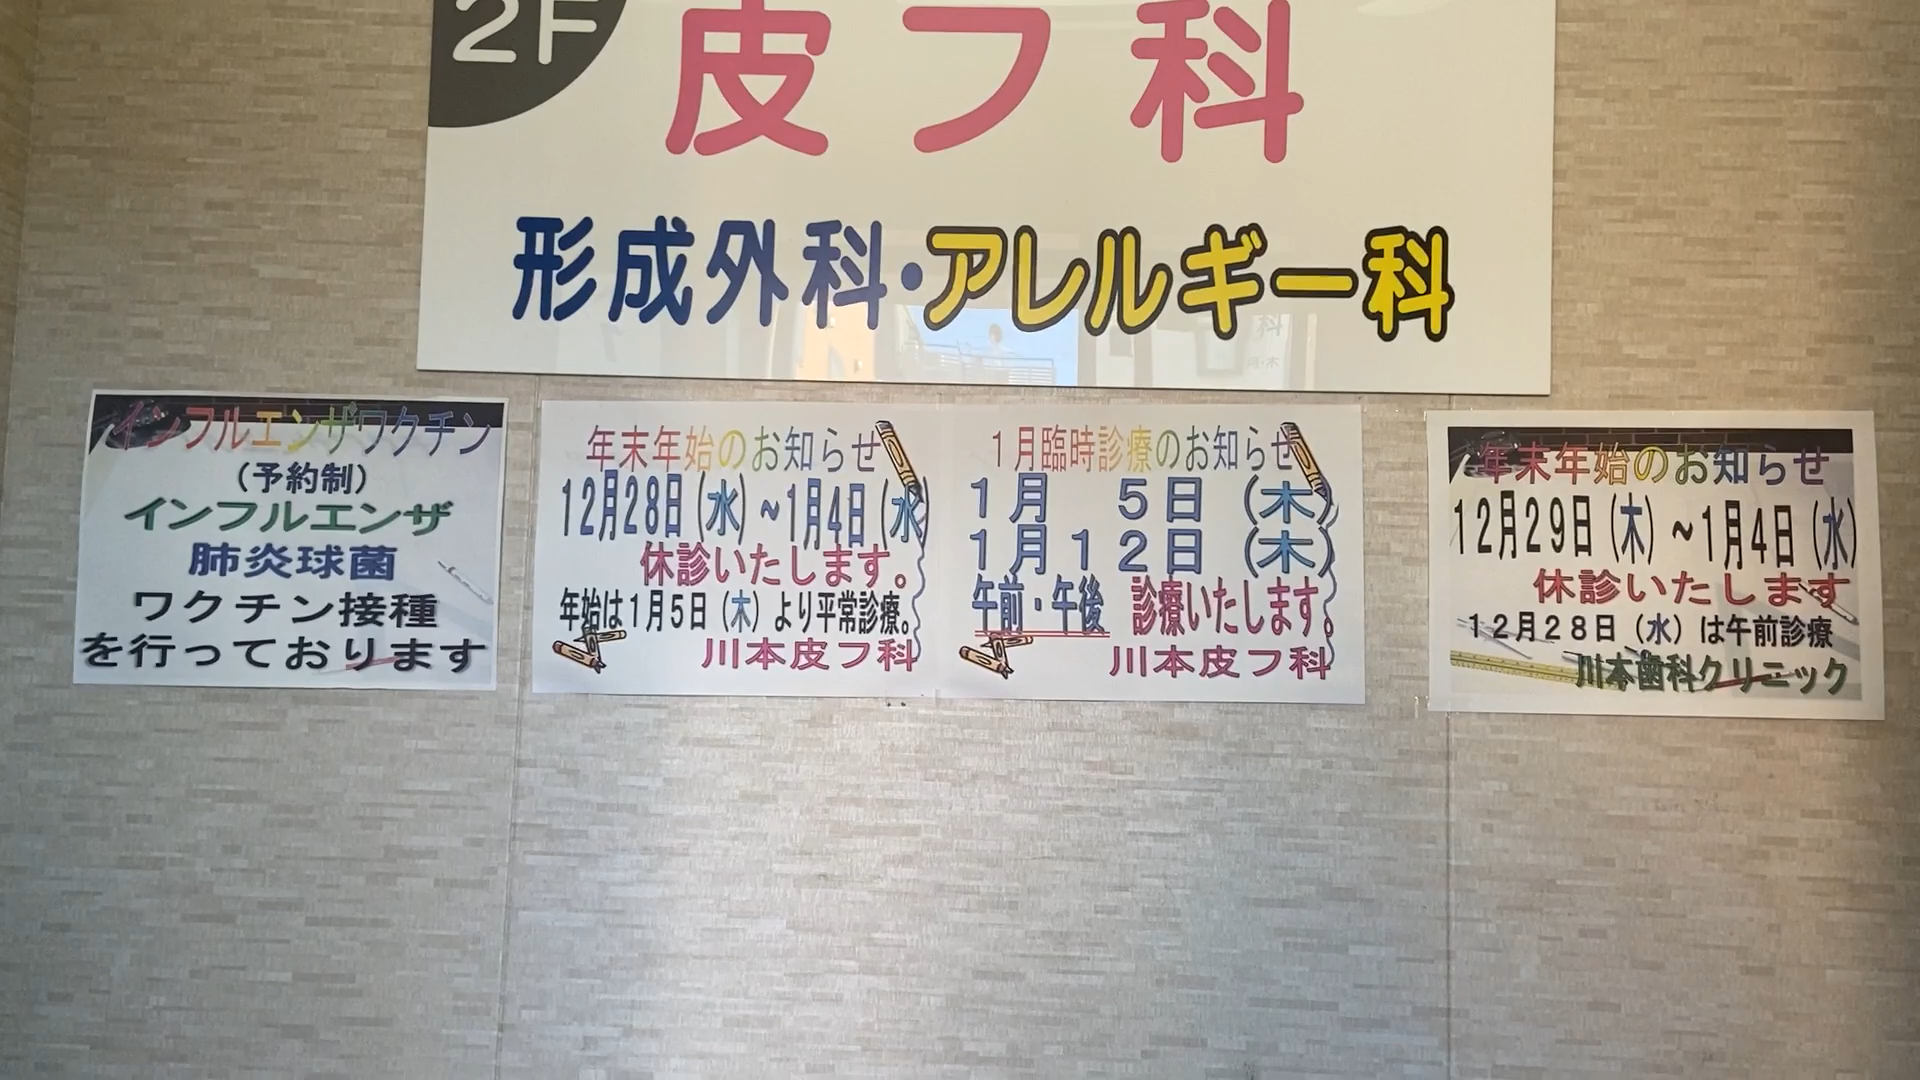 2F
皮フ科
形成外科・アレルギー科
インフルエンザワクチン
(予約制)
インフルエンザ
肺炎球菌
ワクチン接種
を行っております
年末年始のお知らせ
12月28日(水)~1月4日(水)
休診いたします。
年始は1月5日(木)より平常診療。
川本皮フ科
1月臨時診療のお知らせ
1月 5日(木)
1月12日(木)
午前・午後 診療いたします。
川本皮フ科
年末年始のお知らせ
12月29日(木)~1月4日(水)
休診いたします
12月28日(水)は午前診療
川本歯科クリニック